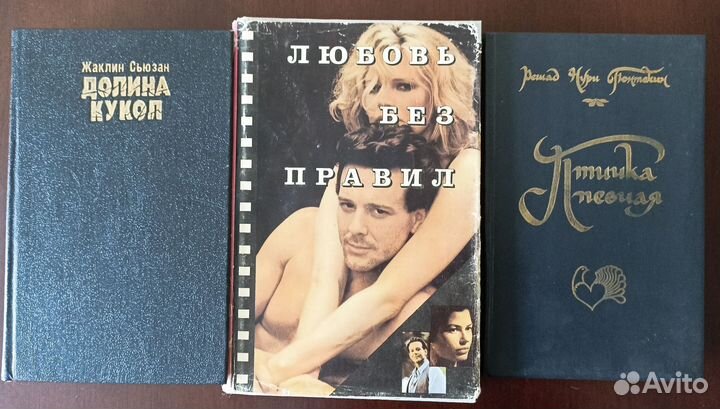 Жаклин Сьюзан
ДОЛИНА
КУКОЛ
ЛЮБОВЬ
БЕЗ
ПРАВИЛ
Решад Нури Гюнтекин
Птичка
певчая
Avito